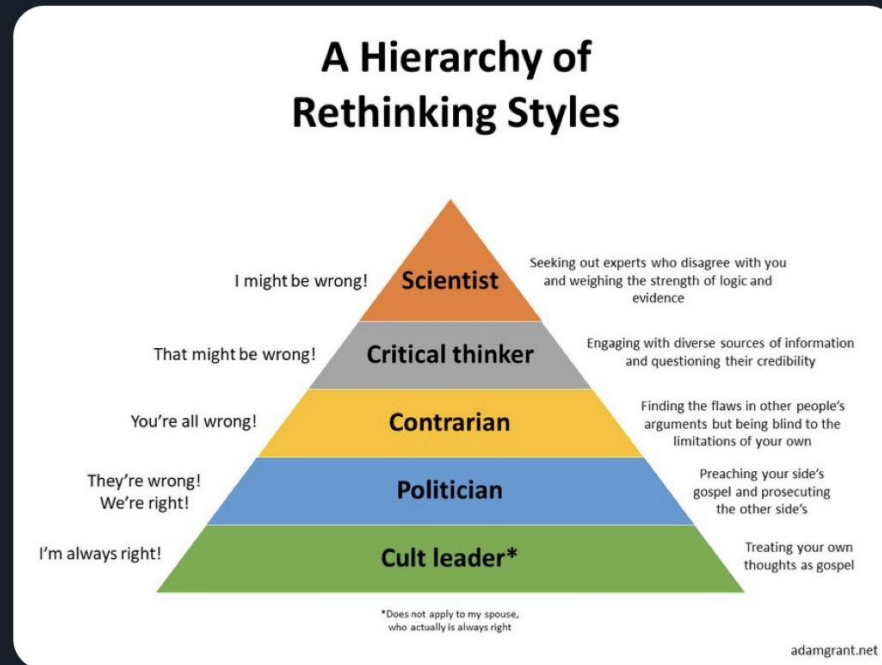 A Hierarchy of
Rethinking Styles
I might be wrong!
Scientist
Seeking out experts who disagree with you
and weighing the strength of logic and
evidence
That might be wrong!
Critical thinker
Engaging with diverse sources of information
and questioning their credibility
You're all wrong!
Contrarian
Finding the flaws in other people's
arguments but being blind to the
limitations of your own
They're wrong!
We're right!
Politician
Preaching your side's
gospel and prosecuting
the other side's
I'm always right!
Cult leader*
Treating your own
thoughts as gospel
*Does not apply to my spouse,
who actually is always right
adamgrant.net